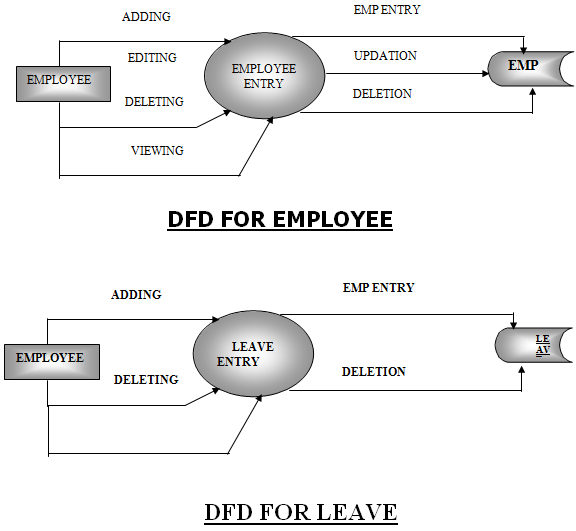 ADDING
EMP ENTRY
EDITING
UPDATION
EMPLOYEE
EMPLOYEE
ENTRY
EMP
DELETING
DELETION
VIEWING
DFD FOR EMPLOYEE
ADDING
EMP ENTRY
EMPLOYEE
LEAVE
ENTRY
LE
AV
DELETING
DELETION
DFD FOR LEAVE